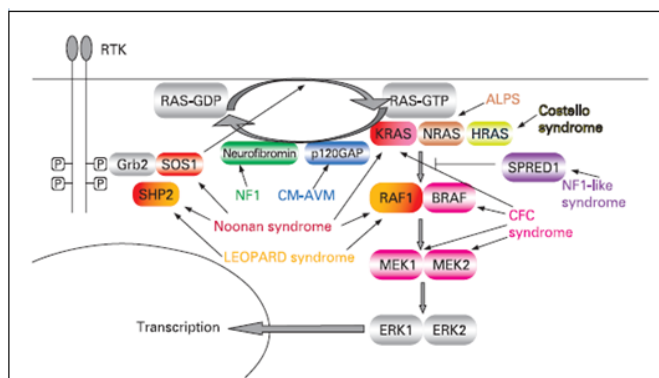 RTK
RAS-GDP
RAS-GTP
ALPS
KRAS
NRAS
HRAS
Costello
syndrome
P
P
Grb2
SOS1
Neurofibromin
p120GAP
SPRED1
P
P
SHP2
NF1
CM-AVM
RAF1
BRAF
NF1-like
syndrome
Noonan syndrome
CFC
syndrome
LEOPARD syndrome
MEK1
MEK2
Transcription
ERK1
ERK2